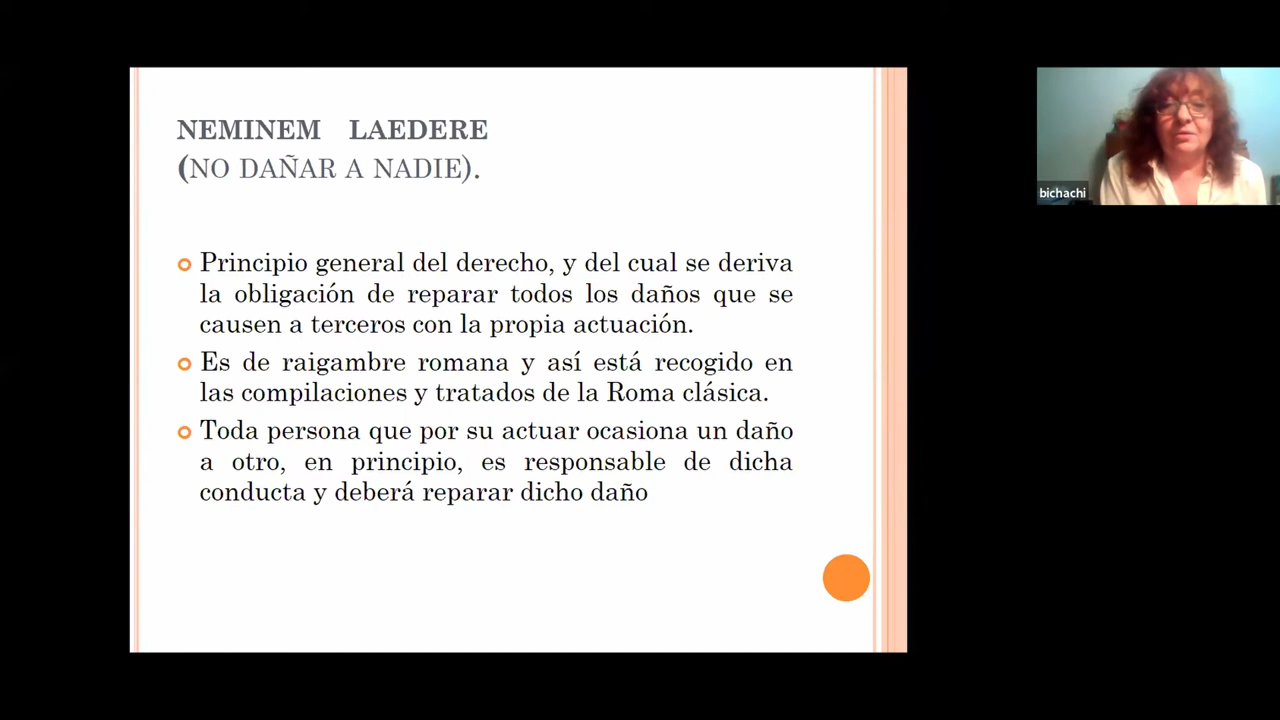 NEMINEM LAEDERE
(NO DAÑAR A NADIE).
Principio general del derecho, y del cual se deriva
la obligación de reparar todos los daños que se
causen a terceros con la propia actuación.
Es de raigambre romana y así está recogido en
las compilaciones y tratados de la Roma clásica.
Toda persona que por su actuar ocasiona un daño
a otro, en principio, es responsable de dicha
conducta y deberá reparar dicho daño
bichachi